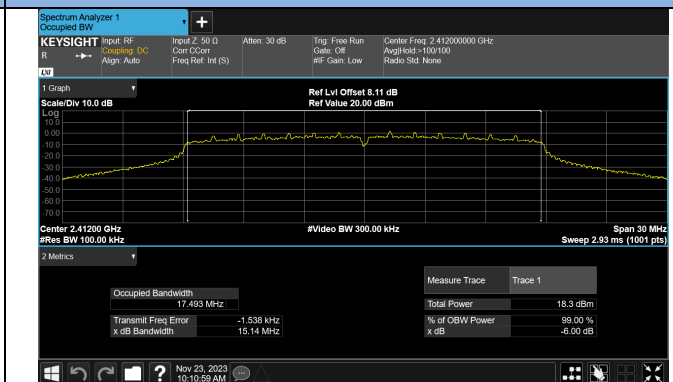 Spectrum Analyzer 1
Occupied BW
+
KEYSIGHT
R
LXI
Input: RF
Coupling: DC
Align: Auto
Input Z: 50 Ω
Corr CCorr
Freq Ref: Int (S)
Atten: 30 dB
Trig: Free Run
Gate: Off
#IF Gain: Low
Center Freq: 2.412000000 GHz
Avg|Hold:>100/100
Radio Std: None
1 Graph
Scale/Div 10.0 dB
Ref Lvl Offset 8.11 dB
Ref Value 20.00 dBm
Log
10.0
0.00
-10.0
-20.0
-30.0
-40.0
-50.0
-60.0
-70.0
Center 2.41200 GHz
#Res BW 100.00 kHz
#Video BW 300.00 kHz
Span 30 MHz
Sweep 2.93 ms (1001 pts)
2 Metrics
Occupied Bandwidth
17.493 MHz
Transmit Freq Error -1.538 kHz
x dB Bandwidth 15.14 MHz
Measure Trace Trace 1
Total Power 18.3 dBm
% of OBW Power 99.00 %
x dB -6.00 dB
?
Nov 23, 2023
10:10:59 AM